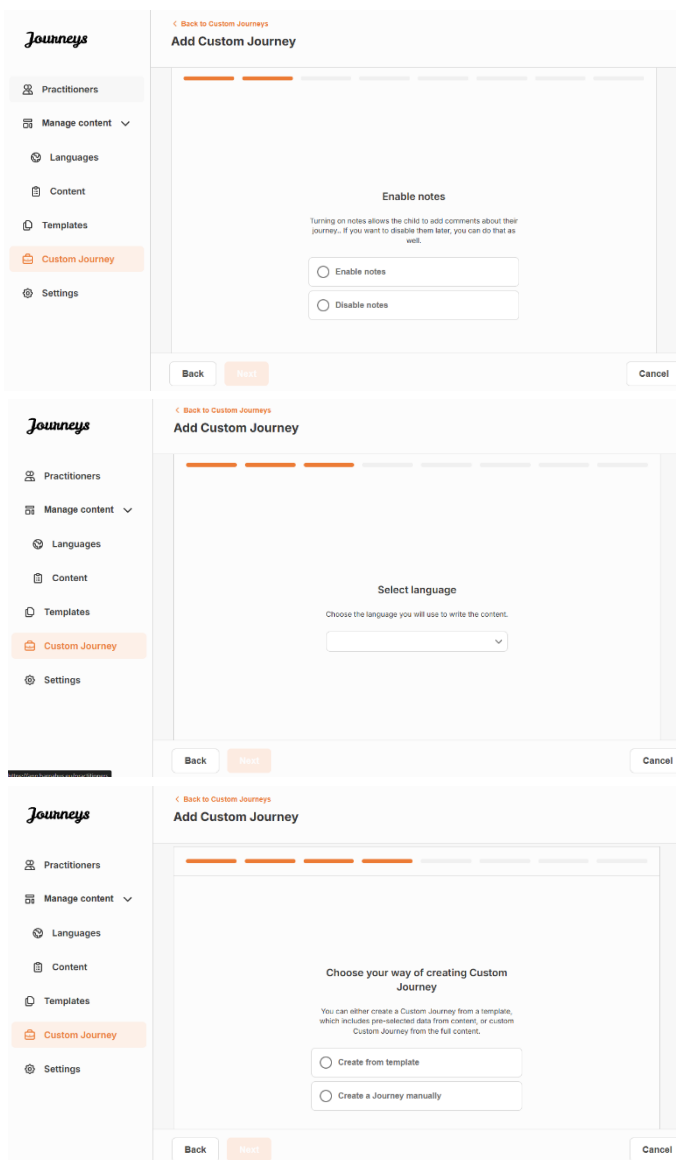 Journeys
Back to Custom Journeys
Add Custom Journey
Practitioners
Manage content
Languages
Content
Templates
Custom Journey
Settings
Enable notes
Turning on notes allows the child to add comments about their
journey.. If you want to disable them later, you can do that as
well.
Enable notes
Disable notes
Back
Next
Cancel
Journeys
Back to Custom Journeys
Add Custom Journey
Practitioners
Manage content
Languages
Content
Templates
Custom Journey
Settings
Select language
Choose the language you will use to write the content.
Back
Next
Cancel
Journeys
Back to Custom Journeys
Add Custom Journey
Practitioners
Manage content
Languages
Content
Templates
Custom Journey
Settings
Choose your way of creating Custom
Journey
You can either create a Custom Journey from a template,
which includes pre-selected data from content, or custom
Custom Journey from the full content.
Create from template
Create a Journey manually
Back
Next
Cancel